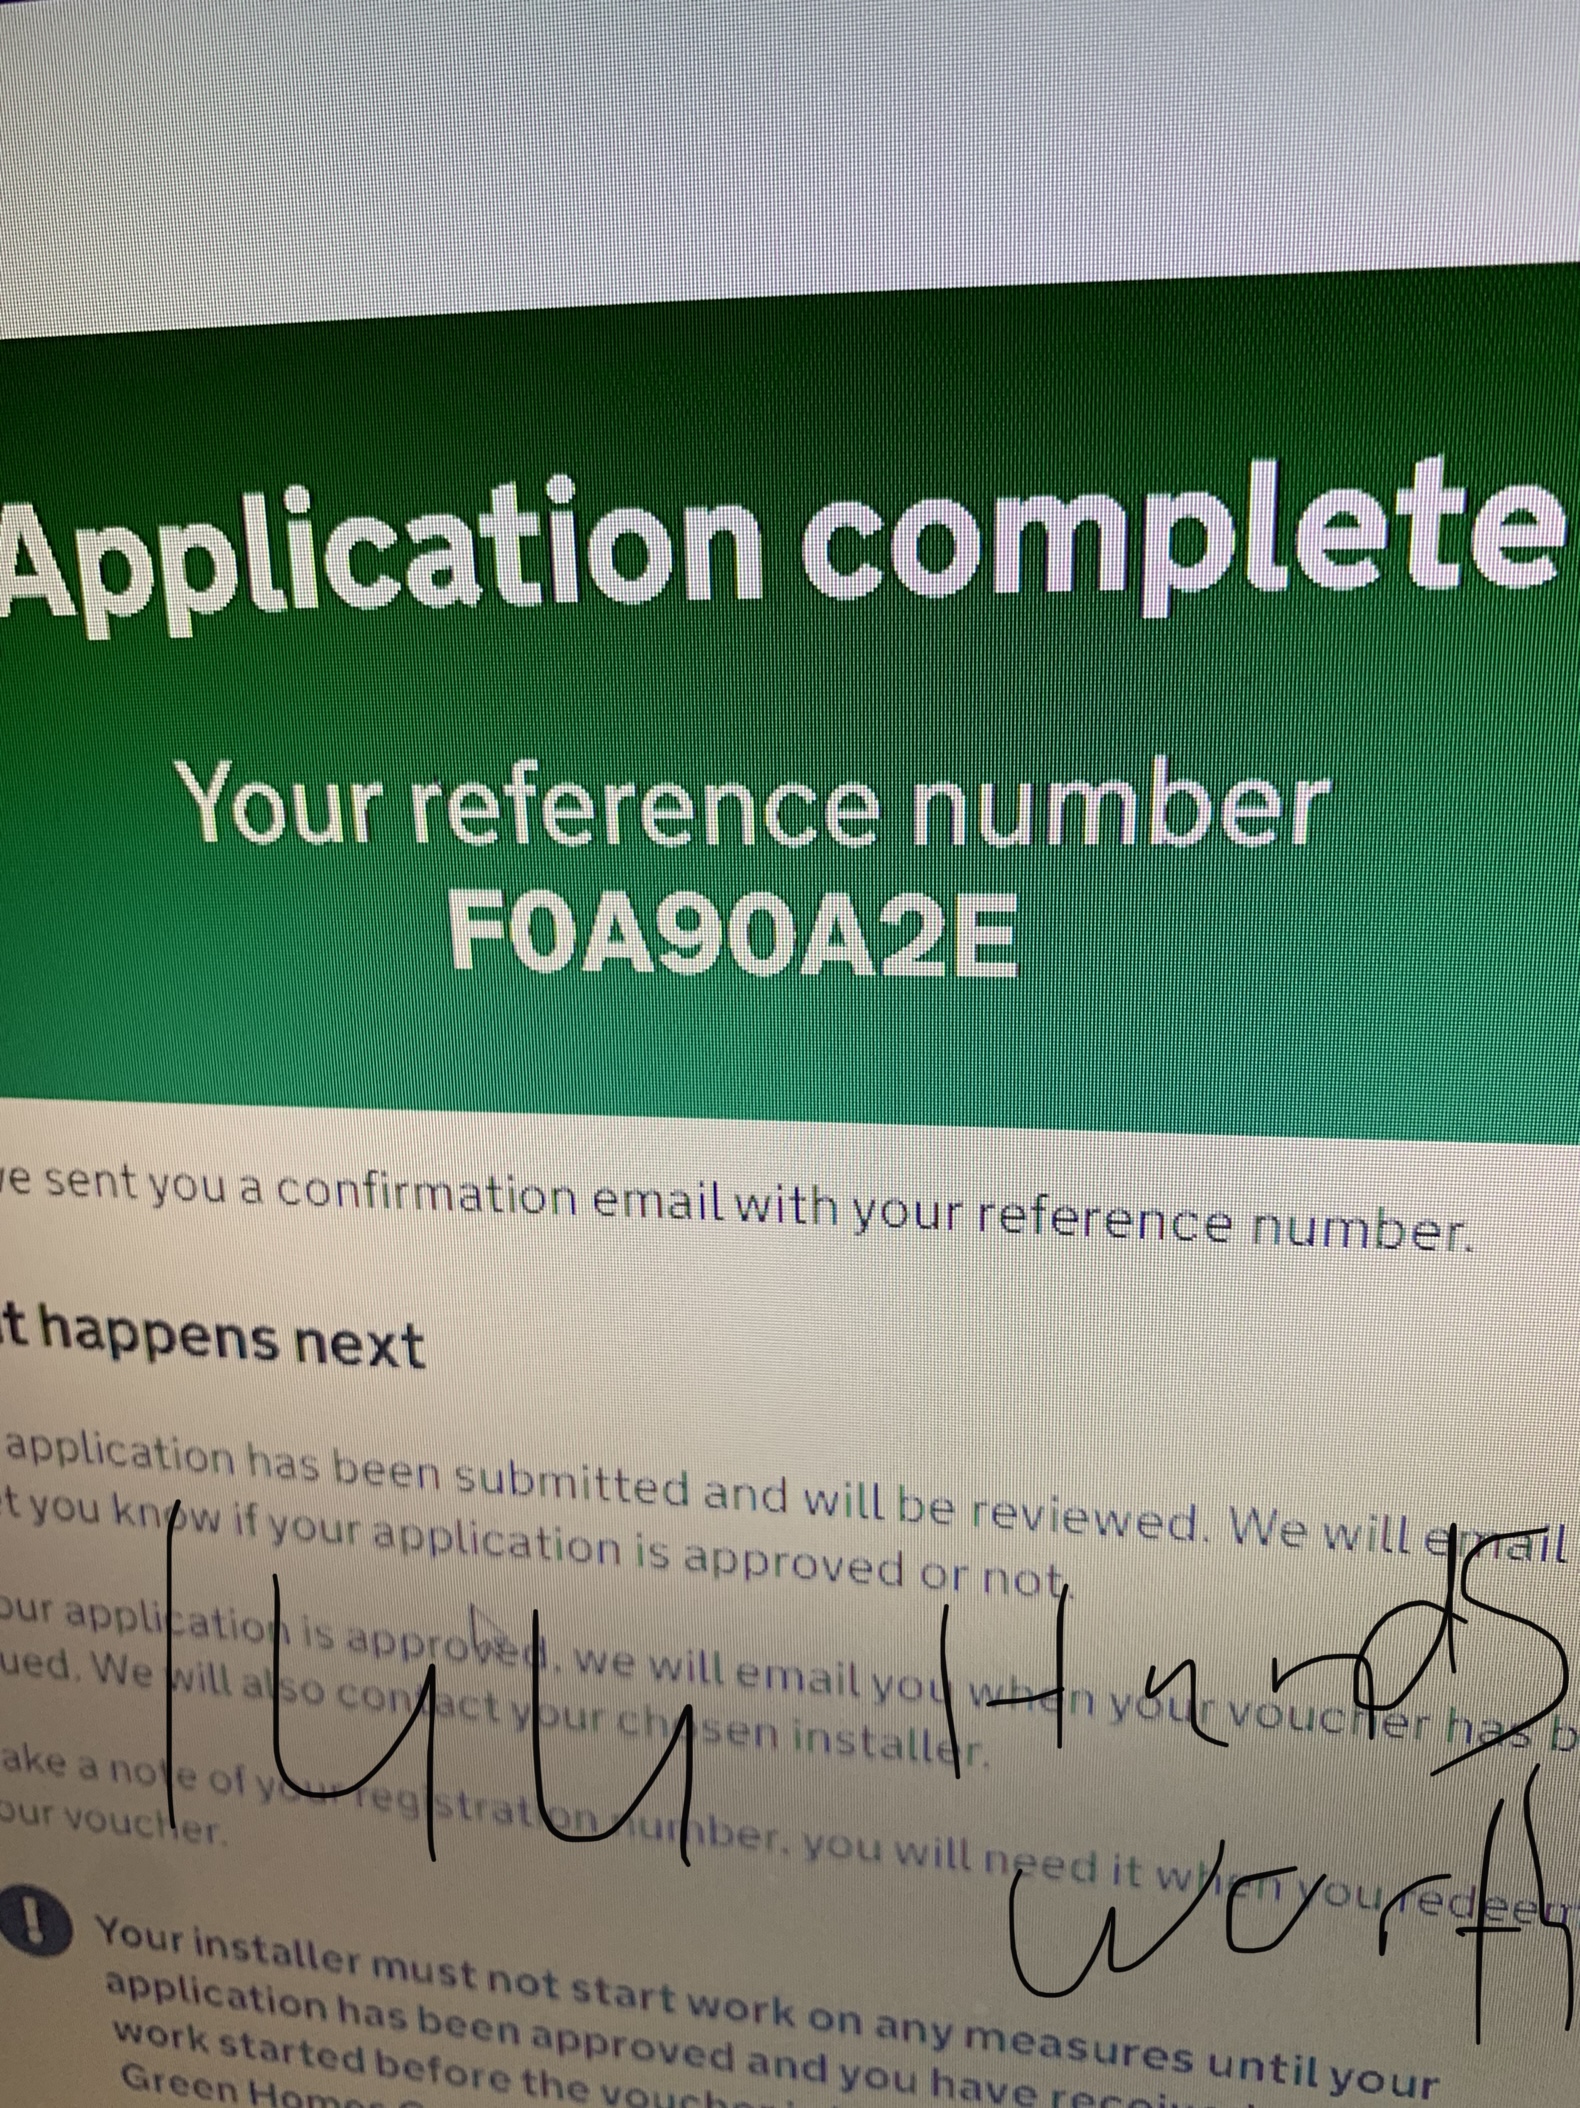 Application complete
Your reference number
F0A90A2E
ve sent you a confirmation email with your reference number.
t happens next
application has been submitted and will be reviewed. We will email
t you know if your application is approved or not.
our application is approved, we will email you when your voucher has b
ued. We will also contact your chosen installer.
ake a note of your registration number, you will need it when you redeem
our voucher.
144 Hards
worth
Your installer must not start work on any measures until your
application has been approved and you have recei
work started before the vouch
Green Homes